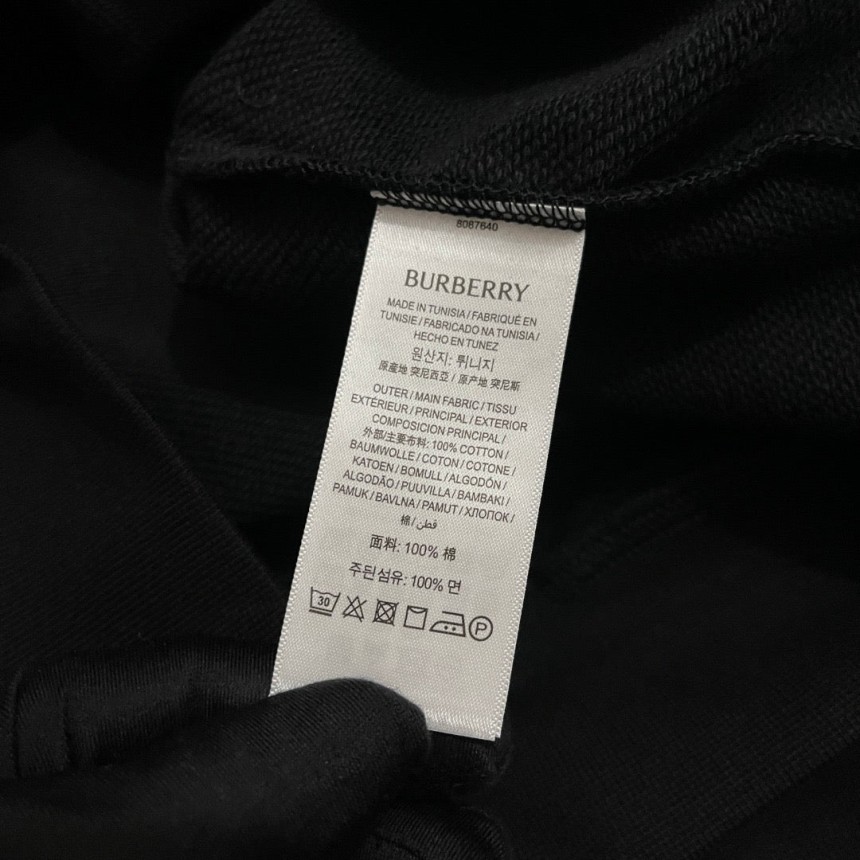 8087640
BURBERRY
MADE IN TUNISIA / FABRIQUÉ EN
TUNISIE / FABRICADO NA TUNISIA /
HECHO EN TUNEZ
원산지: 튀니지
原產地 突尼西亞 / 原产地 突尼斯
OUTER / MAIN FABRIC / TISSU
EXTÉRIEUR / PRINCIPAL / EXTERIOR
COMPOSICION PRINCIPAL /
外部/主要布料: 100% COTTON /
BAUMWOLLE / COTON / COTONE /
KATOEN / BOMULL / ALGODÓN /
ALGODÃO / PUUVILLA / BAMBAKI /
PAMUK / BAVLNA / PAMUT / ХЛОПОК /
棉 / قطن
面料: 100% 棉
주된섬유: 100% 면
30
P